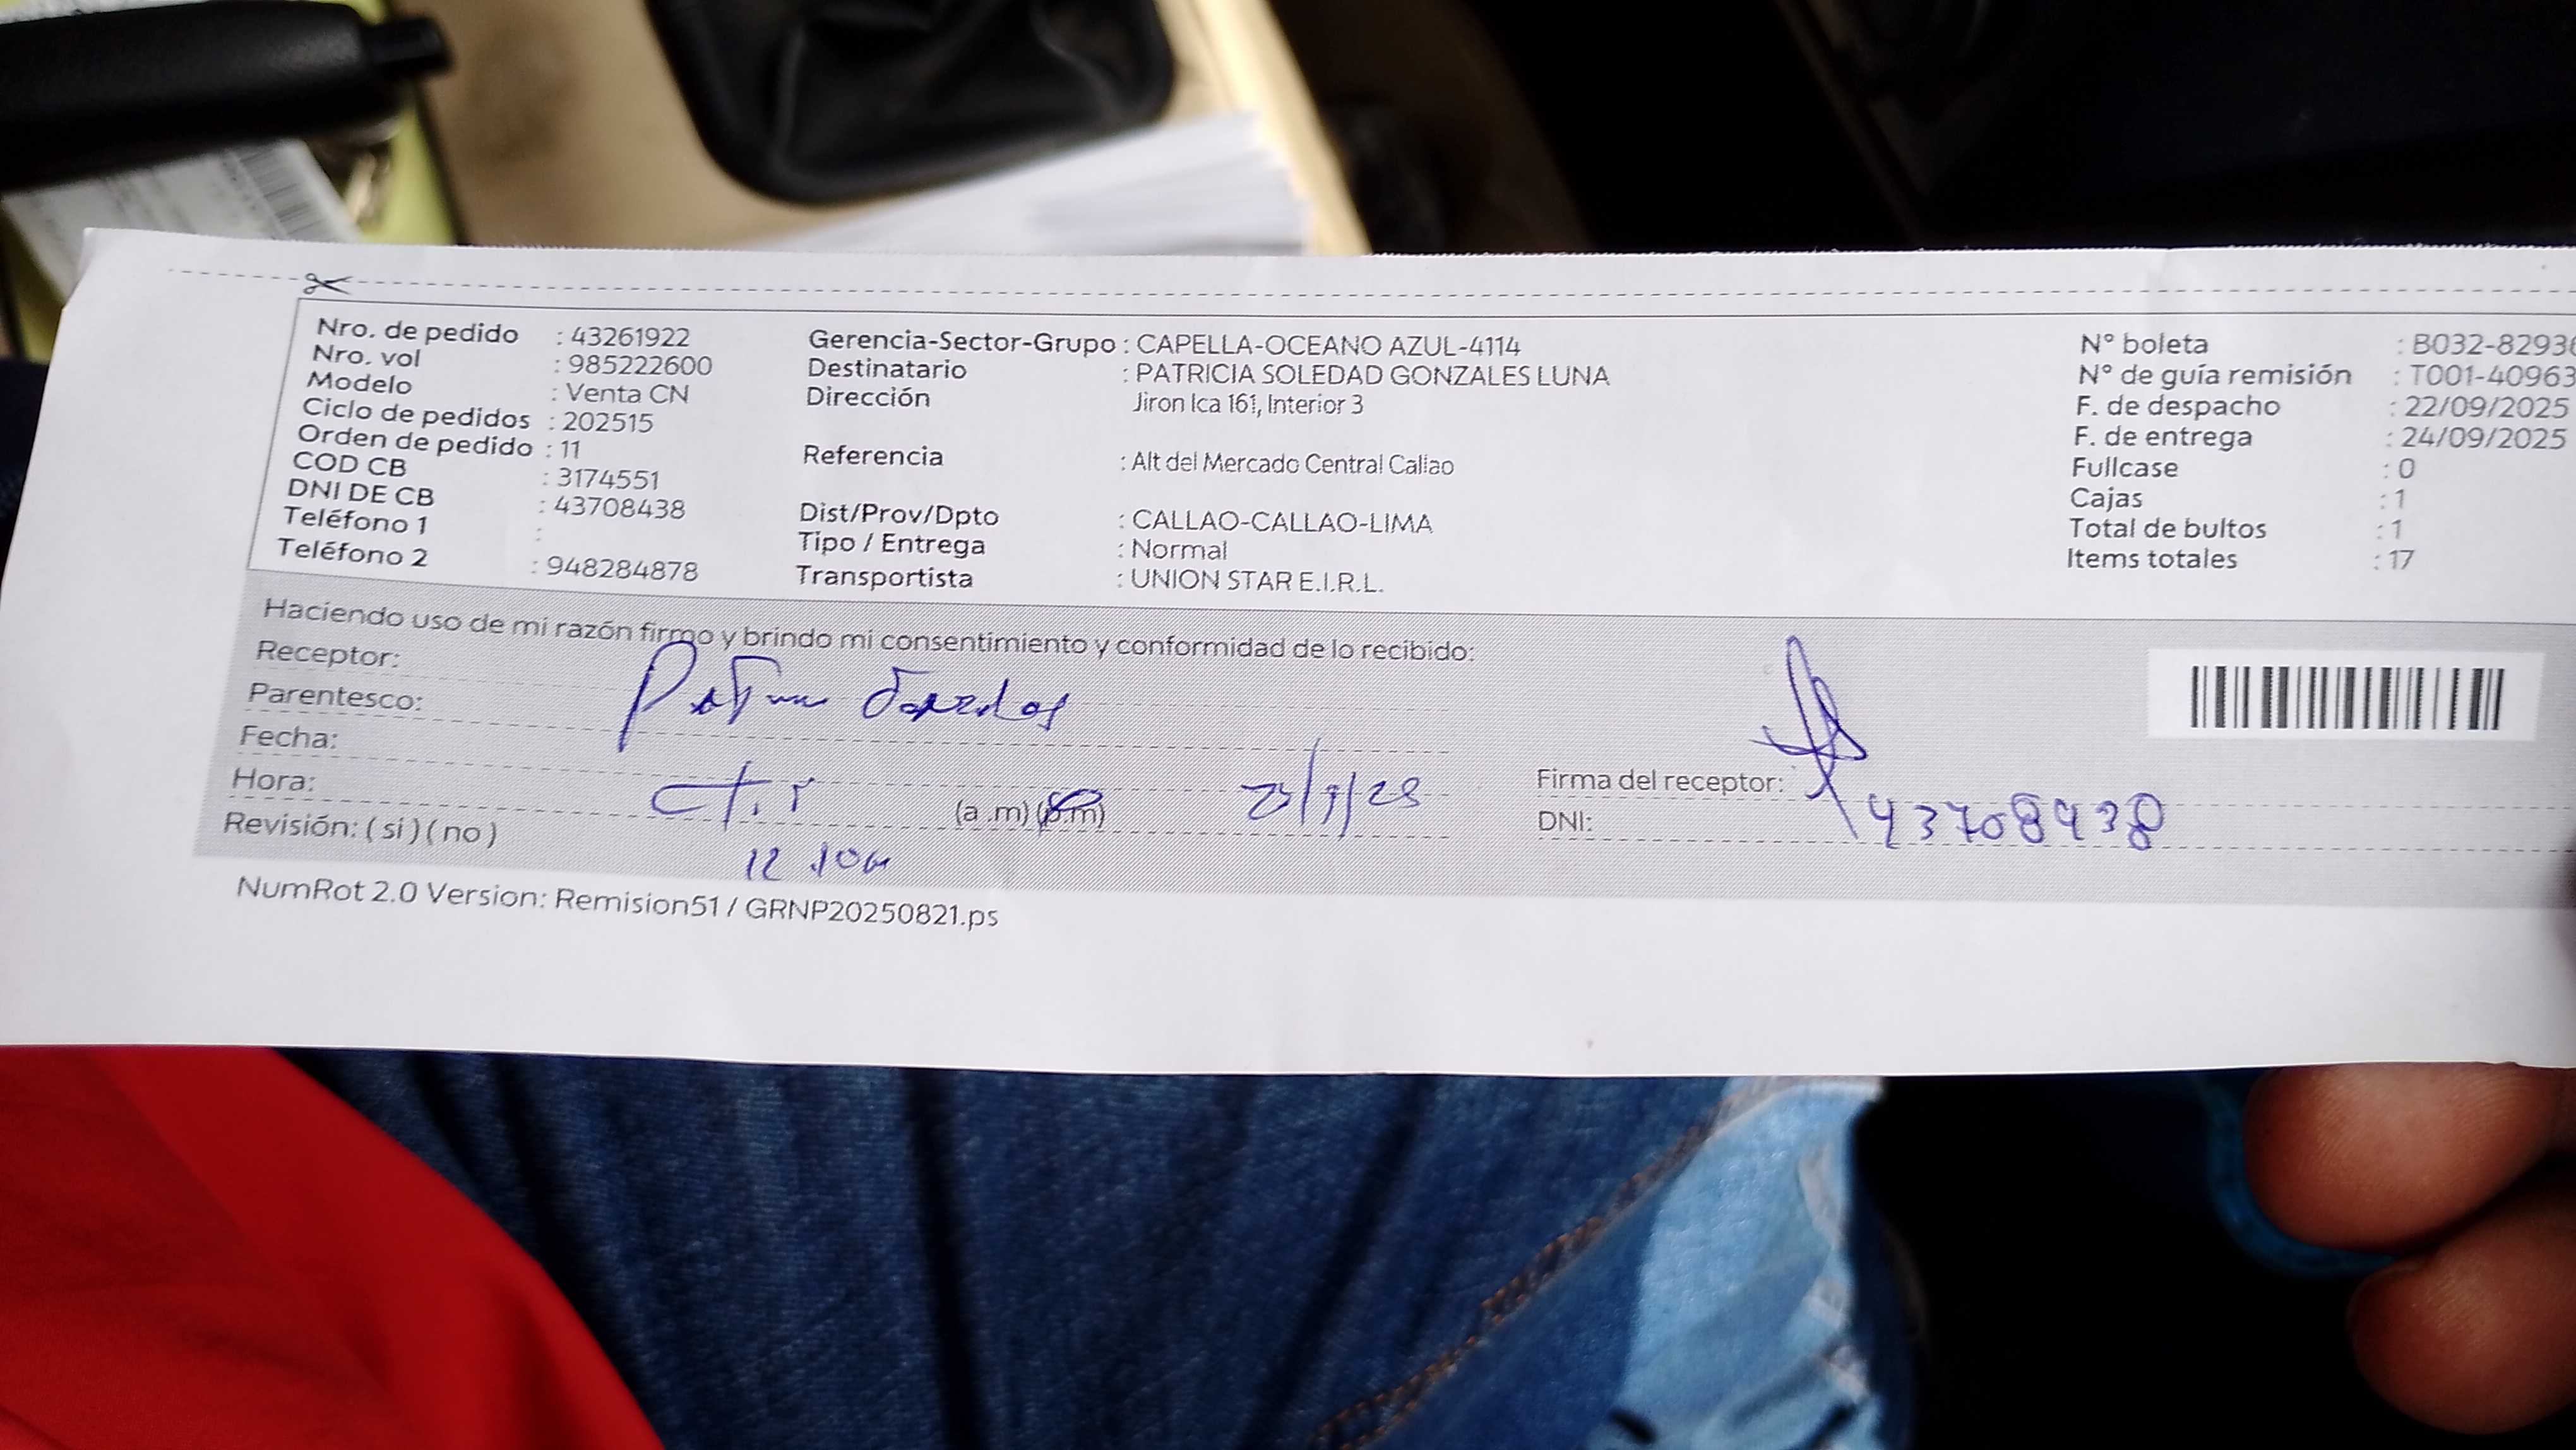 Nro. de pedido : 43261922
Nro. vol : 985222600
Modelo : Venta CN
Ciclo de pedidos : 202515
Orden de pedido : 11
COD CB : 3174551
DNI DE CB : 43708438
Teléfono 1 :
Teléfono 2 : 948284878
Gerencia-Sector-Grupo : CAPELLA-OCEANO AZUL-4114
Destinatario : PATRICIA SOLEDAD GONZALES LUNA
Dirección Jiron Ica 161, Interior 3
Referencia : Alt del Mercado Central Callao
Dist/Prov/Dpto : CALLAO-CALLAO-LIMA
Tipo / Entrega : Normal
Transportista : UNION STAR E.I.R.L.
N° boleta : B032-8293
N° de guía remisión : T001-40963
F. de despacho : 22/09/2025
F. de entrega : 24/09/2025
Fullcase : 0
Cajas : 1
Total de bultos : 1
Items totales : 17
Haciendo uso de mi razón firmo y brindo mi consentimiento y conformidad de lo recibido:
Receptor:
Parentesco:
Fecha:
Hora: (a .m) (p.m)
Revisión: ( si ) ( no )
Firma del receptor:
DNI: 43708438
NumRot 2.0 Version: Remision51 / GRNP20250821.ps